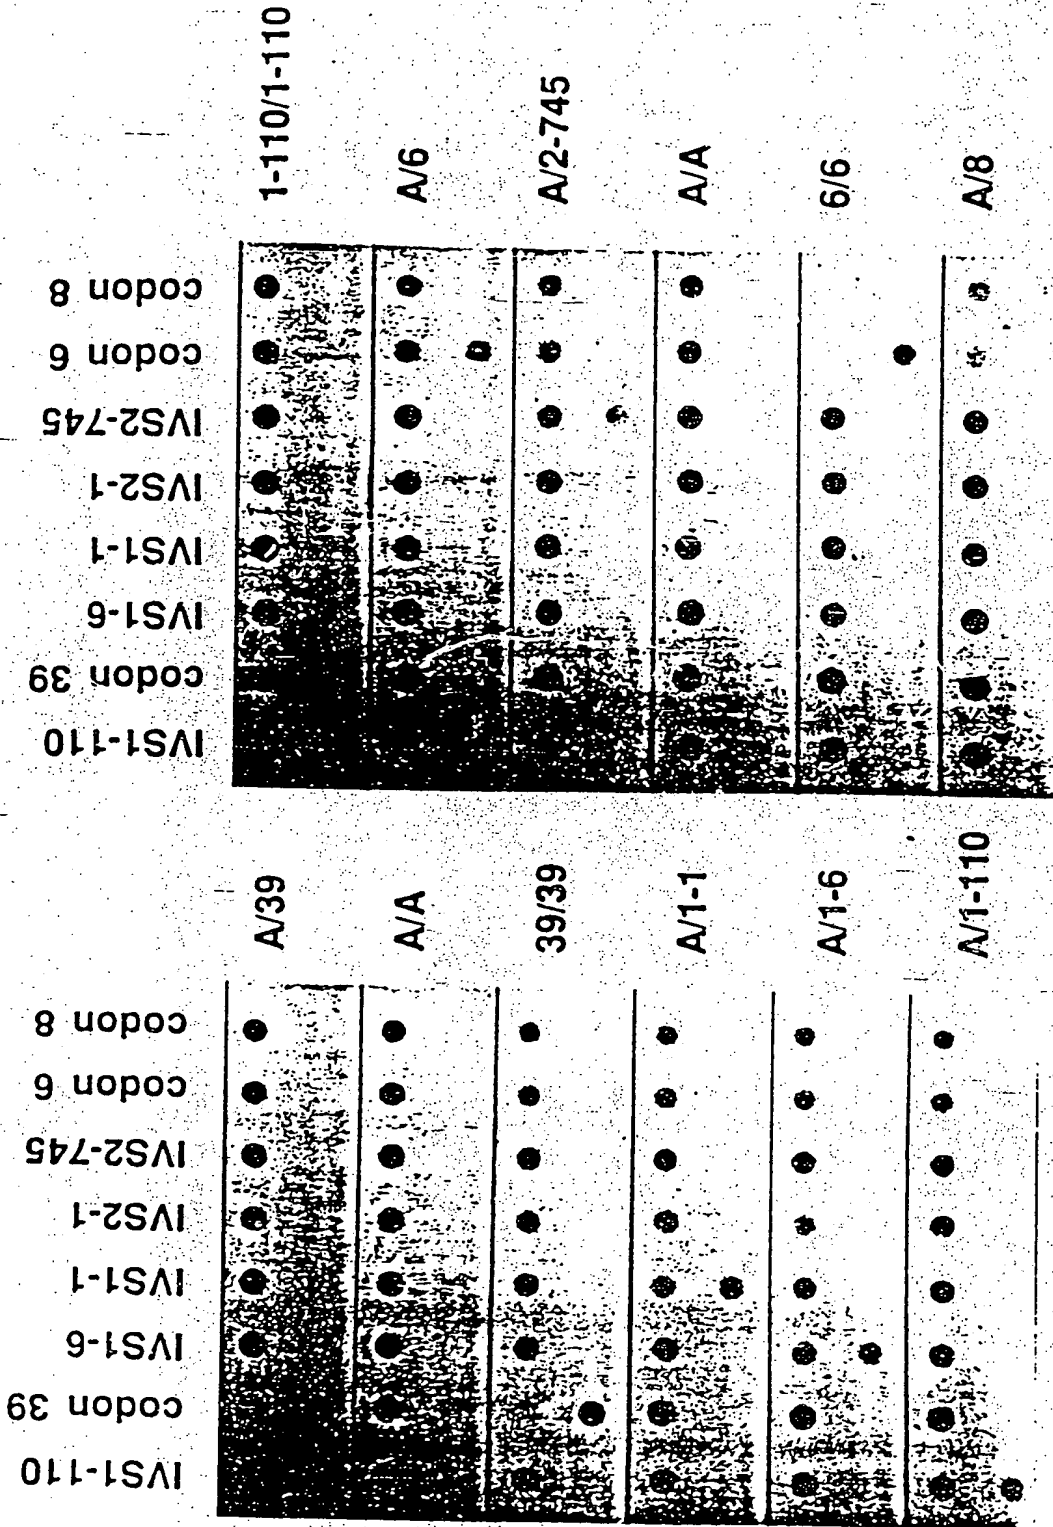 1-110/1-110
A/6
A/2-745
A/A
6/6
A/8
codon 8
codon 6
IVS2-745
IVS2-1
IVS1-1
IVS1-6
codon 39
IVS1-110
A/39
A/A
39/39
A/1-1
A/1-6
A/1-110
codon 8
codon 6
IVS2-745
IVS2-1
IVS1-1
IVS1-6
codon 39
IVS1-110